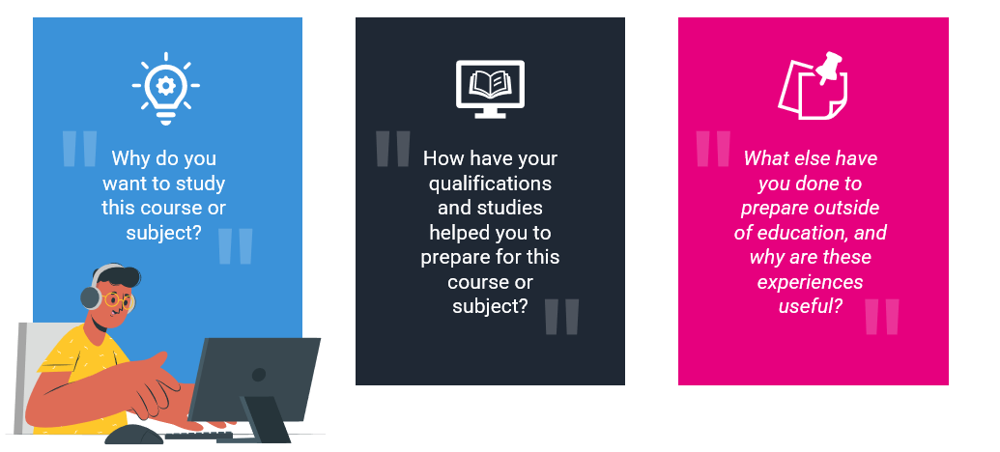 Why do you
want to study
this course or
subject?
How have your
qualifications
and studies
helped you to
prepare for this
course or
subject?
What else have
you done to
prepare outside
of education, and
why are these
experiences
useful?